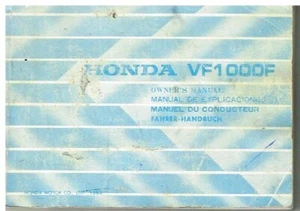 HONDA VF1000F
OWNER'S MANUAL
MANUAL DE EXPLICACIONES
MANUEL DU CONDUCTEUR
FAHRER-HANDBUCH